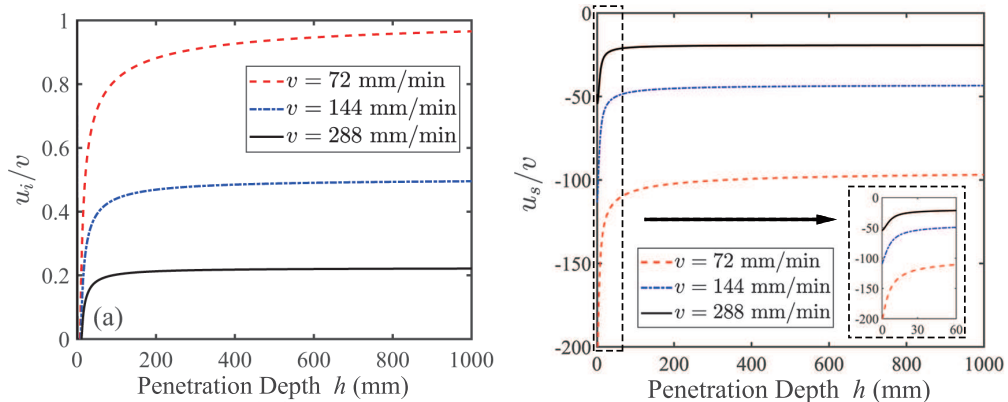 1
0.8
0.6
0.4
0.2
0
u_i/v
v = 72 mm/min
v = 144 mm/min
v = 288 mm/min
(a)
0 200 400 600 800 1000
Penetration Depth h (mm)
0
-50
-100
-150
-200
u_s/v
v = 72 mm/min
v = 144 mm/min
v = 288 mm/min
0
-50
-100
-150
-200
0 30 60
0 200 400 600 800 1000
Penetration Depth h (mm)